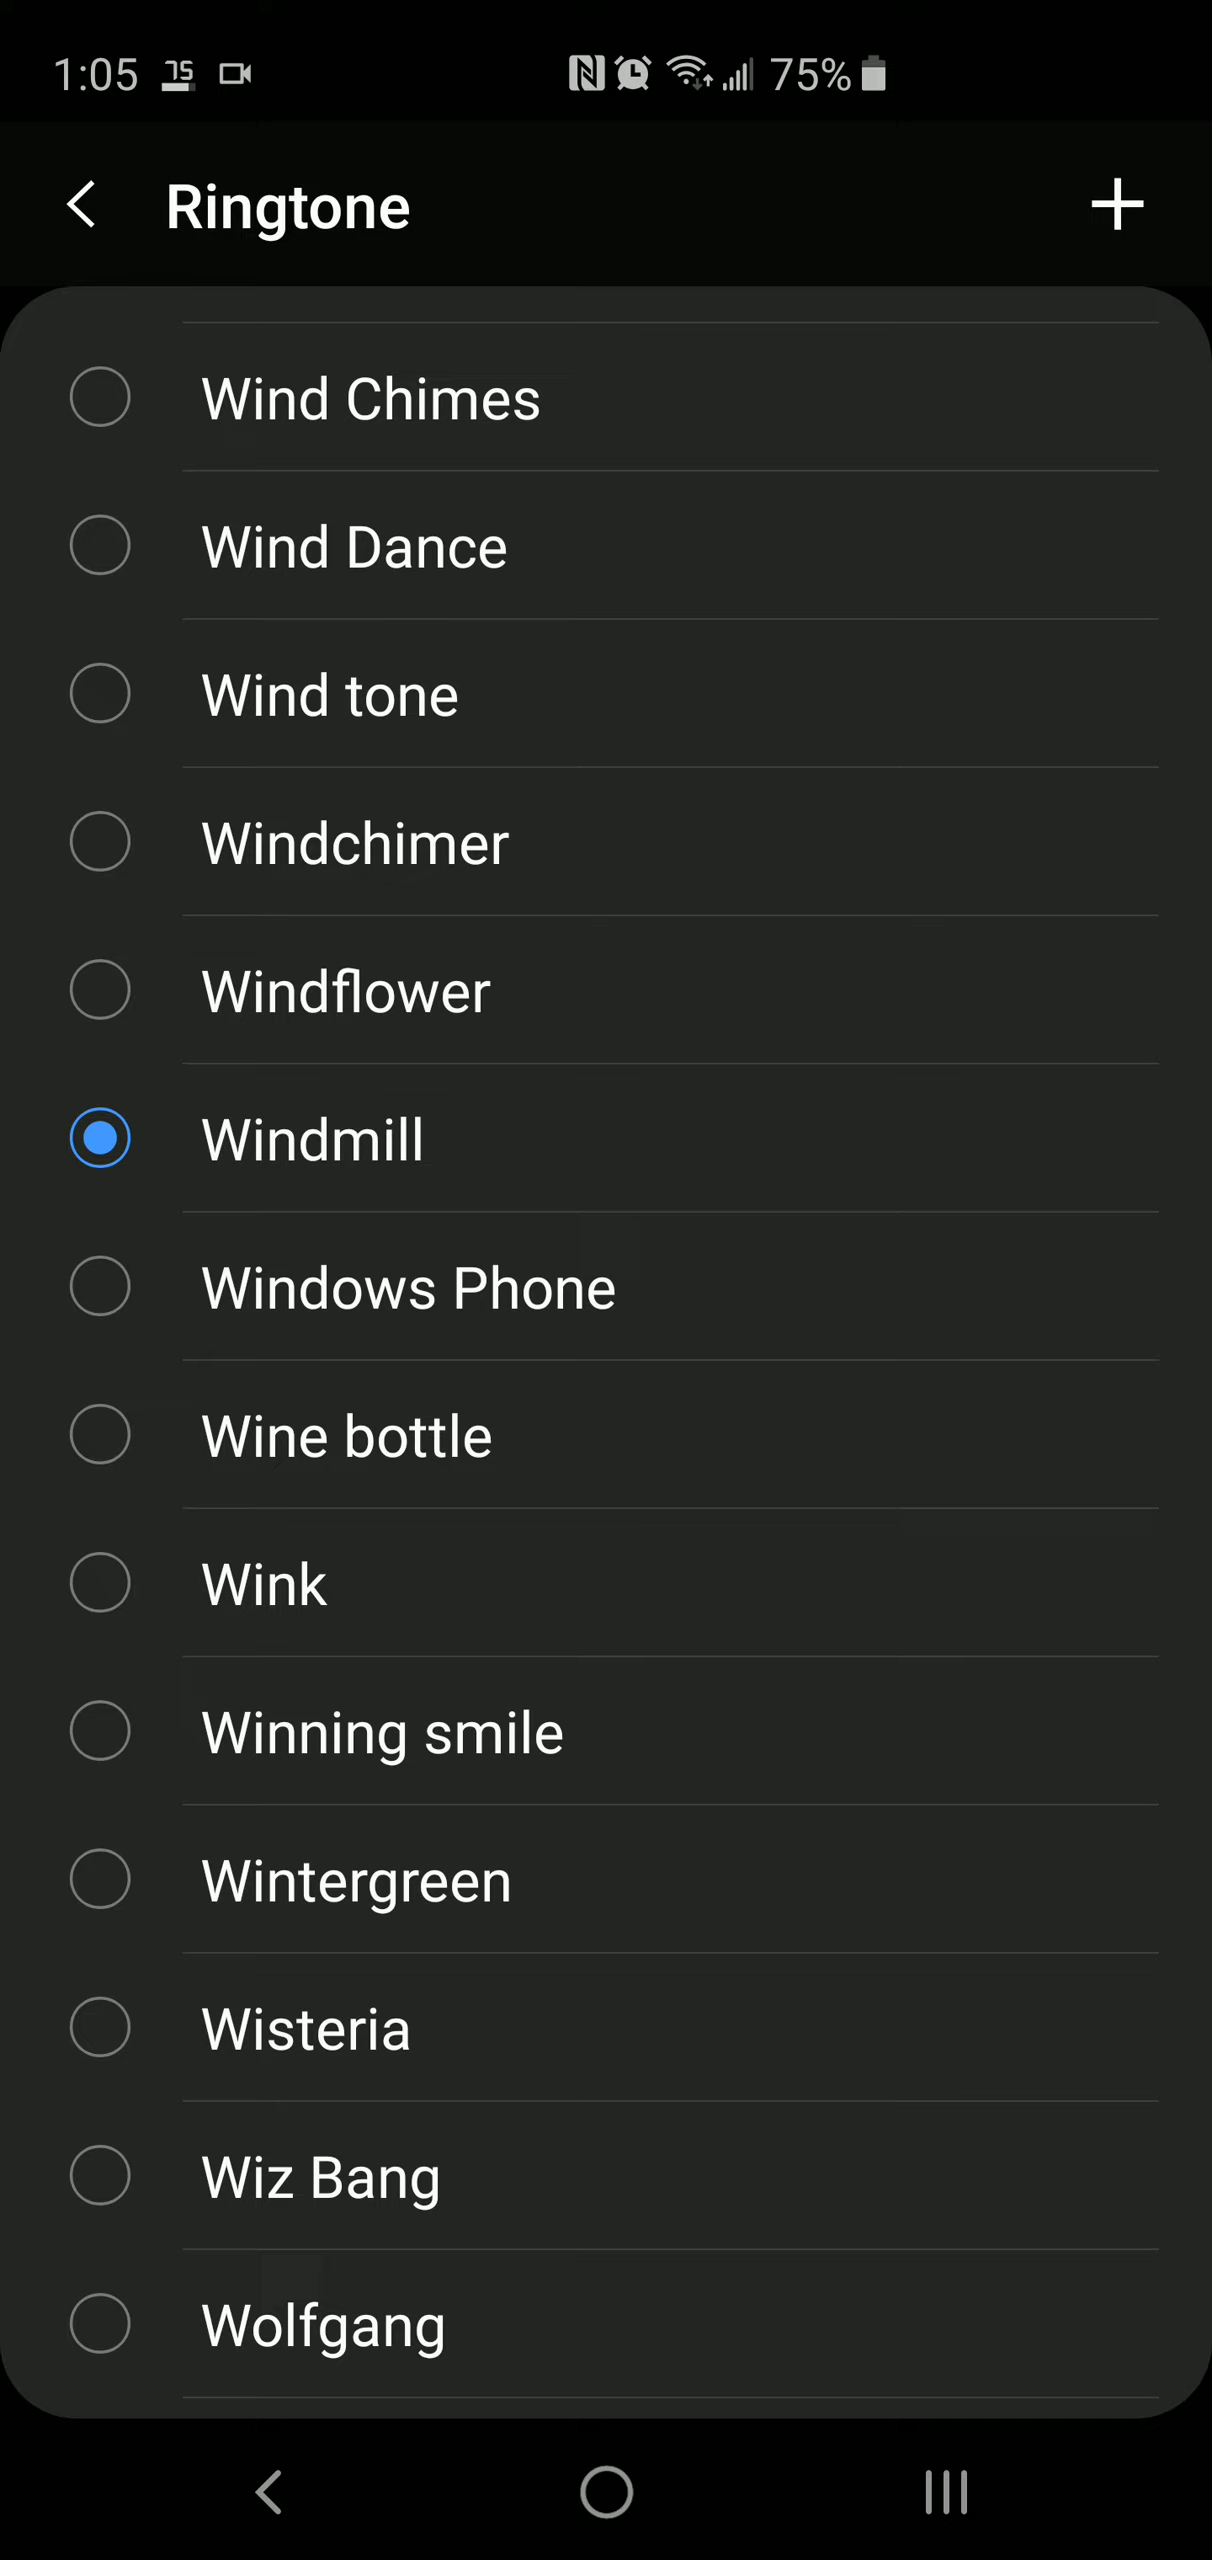 1:05 75%
Ringtone
Wind Chimes
Wind Dance
Wind tone
Windchimer
Windflower
Windmill
Windows Phone
Wine bottle
Wink
Winning smile
Wintergreen
Wisteria
Wiz Bang
Wolfgang